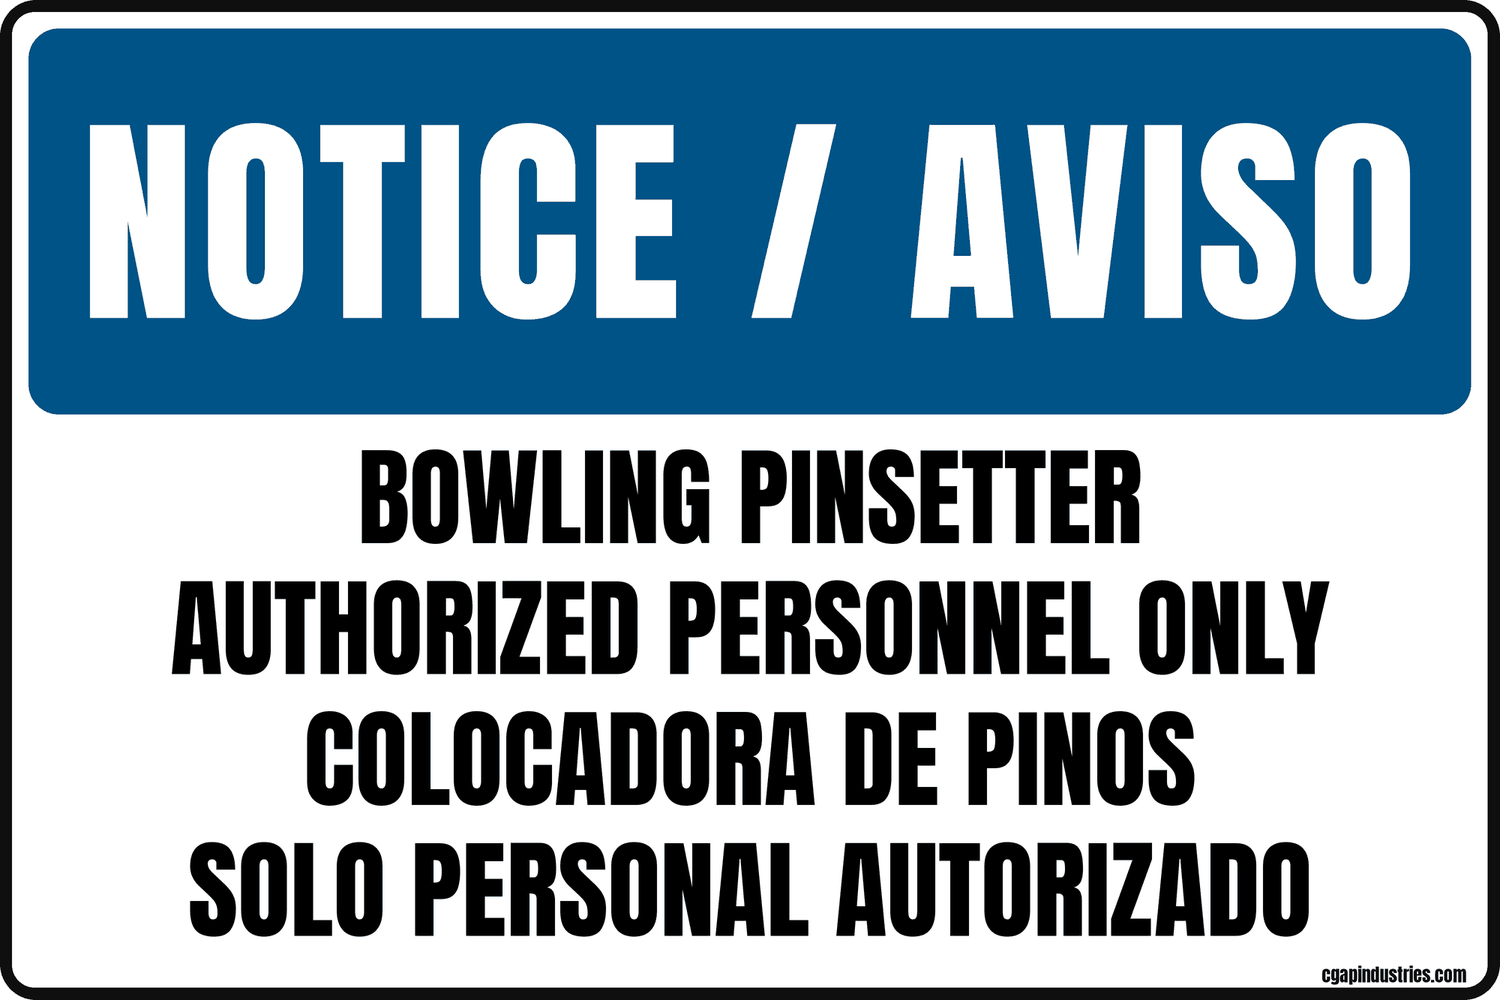 NOTICE / AVISO
BOWLING PINSETTER
AUTHORIZED PERSONNEL ONLY
COLOCADORA DE PINOS
SOLO PERSONAL AUTORIZADO
cgapindustries.com